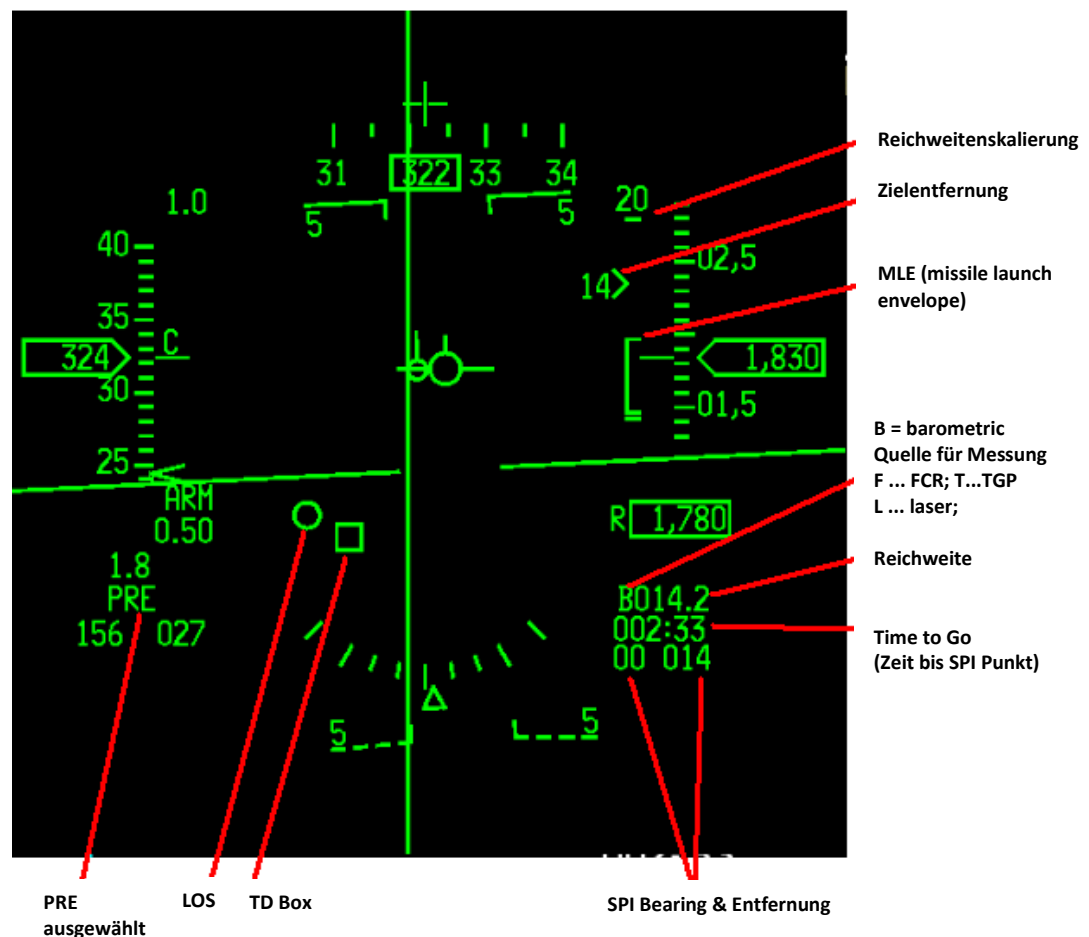 31 322 33 34
20
5 5
1.0
02,5
40
14
35
C
324
1,830
30
01,5
25
ARM
0.50
R 1,780
1.8
PRE
B014.2
156 027
002:33
00 014
5 5
Reichweitenskalierung
Zielentfernung
MLE (missile launch
envelope)
B = barometric
Quelle für Messung
F ... FCR; T...TGP
L ... laser;
Reichweite
Time to Go
(Zeit bis SPI Punkt)
PRE
ausgewählt
LOS
TD Box
SPI Bearing & Entfernung